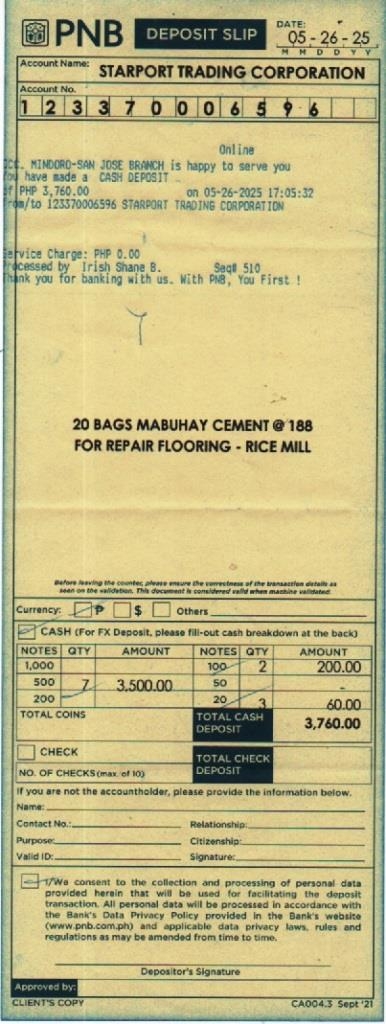 PNB DEPOSIT SLIP DATE: 05-26-25
M M D D Y Y
Account Name: STARPORT TRADING CORPORATION
Account No.
1 2 3 3 7 0 0 0 6 5 9 6
Online
OCC. MINDORO-SAN JOSE BRANCH is happy to serve you
ou have made a CASH DEPOSIT
of PHP 3,760.00 on 05-26-2025 17:05:32
rom/to 123370006596 STARPORT TRADING CORPORATION
ervice Charge: PHP 0.00
rocessed by Irish Shane B. Seq# 510
hank you for banking with us. With PNB, You First !
20 BAGS MABUHAY CEMENT @ 188
FOR REPAIR FLOORING - RICE MILL
Before leaving the counter, please ensure the correctness of the transaction details as
seen on the validation. This document is considered valid when machine validated.
Currency: ₱ $ Others
CASH (For FX Deposit, please fill-out cash breakdown at the back)
NOTES QTY AMOUNT NOTES QTY AMOUNT
1,000 100 2 200.00
500 7 3,500.00 50 -
200 20 3 60.00
TOTAL COINS TOTAL CASH DEPOSIT 3,760.00
CHECK
NO. OF CHECKS (max. of 10) TOTAL CHECK DEPOSIT
If you are not the accountholder, please provide the information below.
Name:
Contact No.: Relationship:
Purpose: Citizenship:
Valid ID: Signature:
I/We consent to the collection and processing of personal data
provided herein that will be used for facilitating the deposit
transaction. All personal data will be processed in accordance with
the Bank's Data Privacy Policy provided in the Bank's website
(www.pnb.com.ph) and applicable data privacy laws, rules and
regulations as may be amended from time to time.
Depositor's Signature
Approved by:
CLIENT'S COPY CA004.3 Sept '21